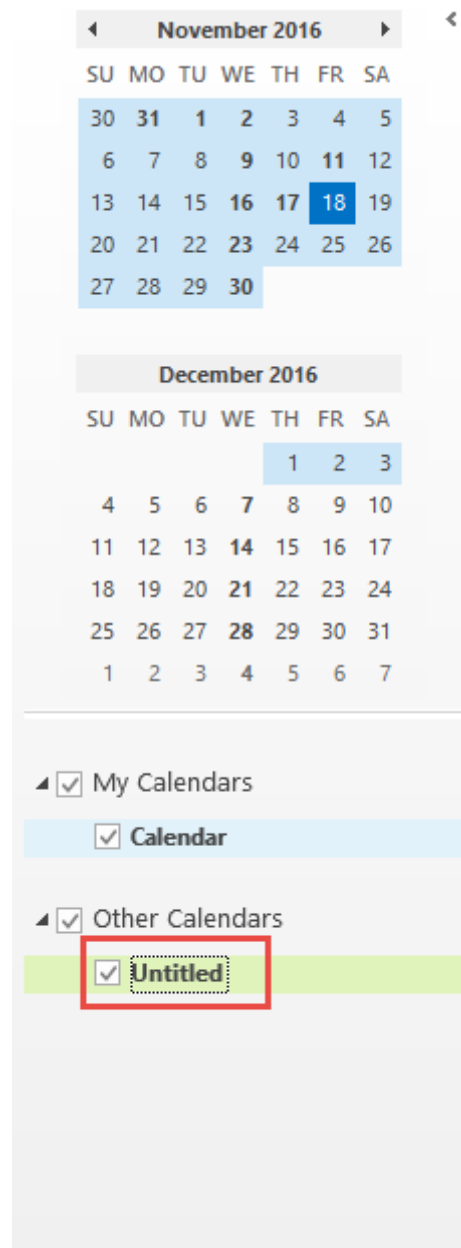 November 2016
SU MO TU WE TH FR SA
30 31 1 2 3 4 5
6 7 8 9 10 11 12
13 14 15 16 17 18 19
20 21 22 23 24 25 26
27 28 29 30
December 2016
SU MO TU WE TH FR SA
1 2 3
4 5 6 7 8 9 10
11 12 13 14 15 16 17
18 19 20 21 22 23 24
25 26 27 28 29 30 31
1 2 3 4 5 6 7
My Calendars
Calendar
Other Calendars
Untitled